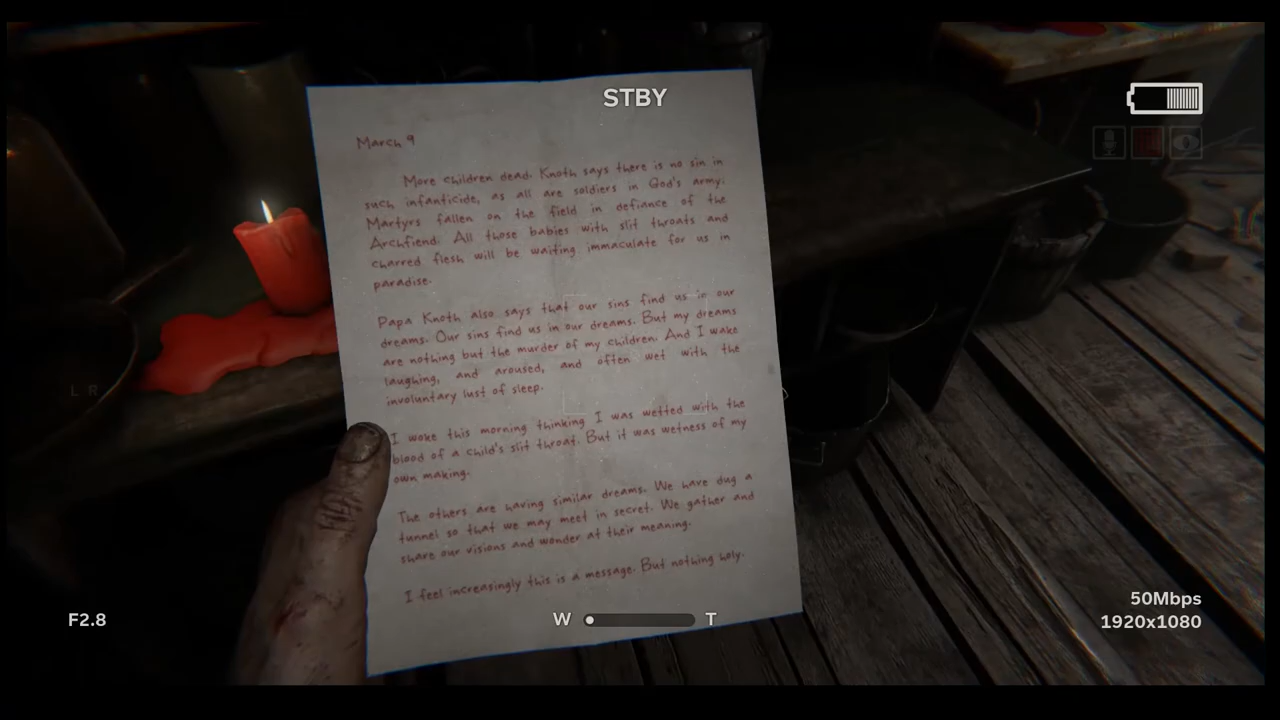 STBY
March 9
More children dead. Knoth says there is no sin in
such infanticide, as all are soldiers in God's army.
Martyrs fallen on the field in defiance of the
Archfiend. All those babies with slit throats and
charred flesh will be waiting immaculate for us in
paradise.
Papa Knoth also says that our sins find us in our
dreams. Our sins find us in our dreams. But my dreams
are nothing but the murder of my children. And I wake
laughing, and aroused, and often wet with the
involuntary lust of sleep.
I woke this morning thinking I was wetted with the
blood of a child's slit throat. But it was wetness of my
own making.
The others are having similar dreams. We have dug a
tunnel so that we may meet in secret. We gather and
share our visions and wonder at their meaning.
I feel increasingly this is a message. But nothing holy.
L R
F2.8
W T
50Mbps
1920x1080